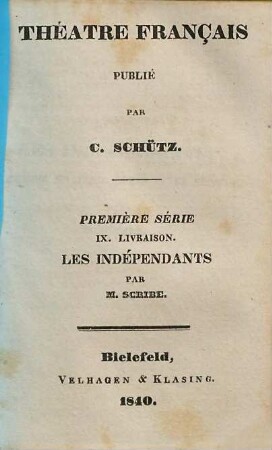 THÉATRE FRANÇAIS
PUBLIÉ
PAR
C. SCHÜTZ.
PREMIÈRE SÉRIE
IX. LIVRAISON.
LES INDÉPENDANTS
PAR
M. SCRIBE.
Bielefeld,
VELHAGEN & KLASING.
1840.